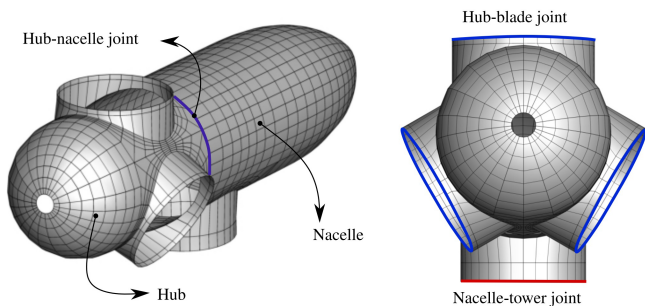 Hub-nacelle joint
Nacelle
Hub
Hub-blade joint
Nacelle-tower joint